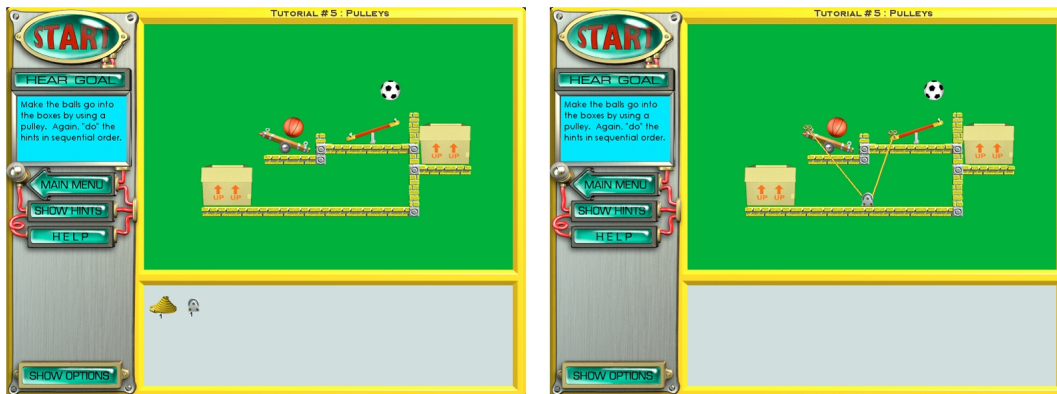 TUTORIAL # 5 : PULLEYS
START
HEAR GOAL
Make the balls go into
the boxes by using a
pulley. Again, "do" the
hints in sequential order.
MAIN MENU
SHOW HINTS
HELP
SHOW OPTIONS
UP UP
UP UP
1
1
TUTORIAL # 5 : PULLEYS
START
HEAR GOAL
Make the balls go into
the boxes by using a
pulley. Again, "do" the
hints in sequential order.
MAIN MENU
SHOW HINTS
HELP
SHOW OPTIONS
UP UP
UP UP